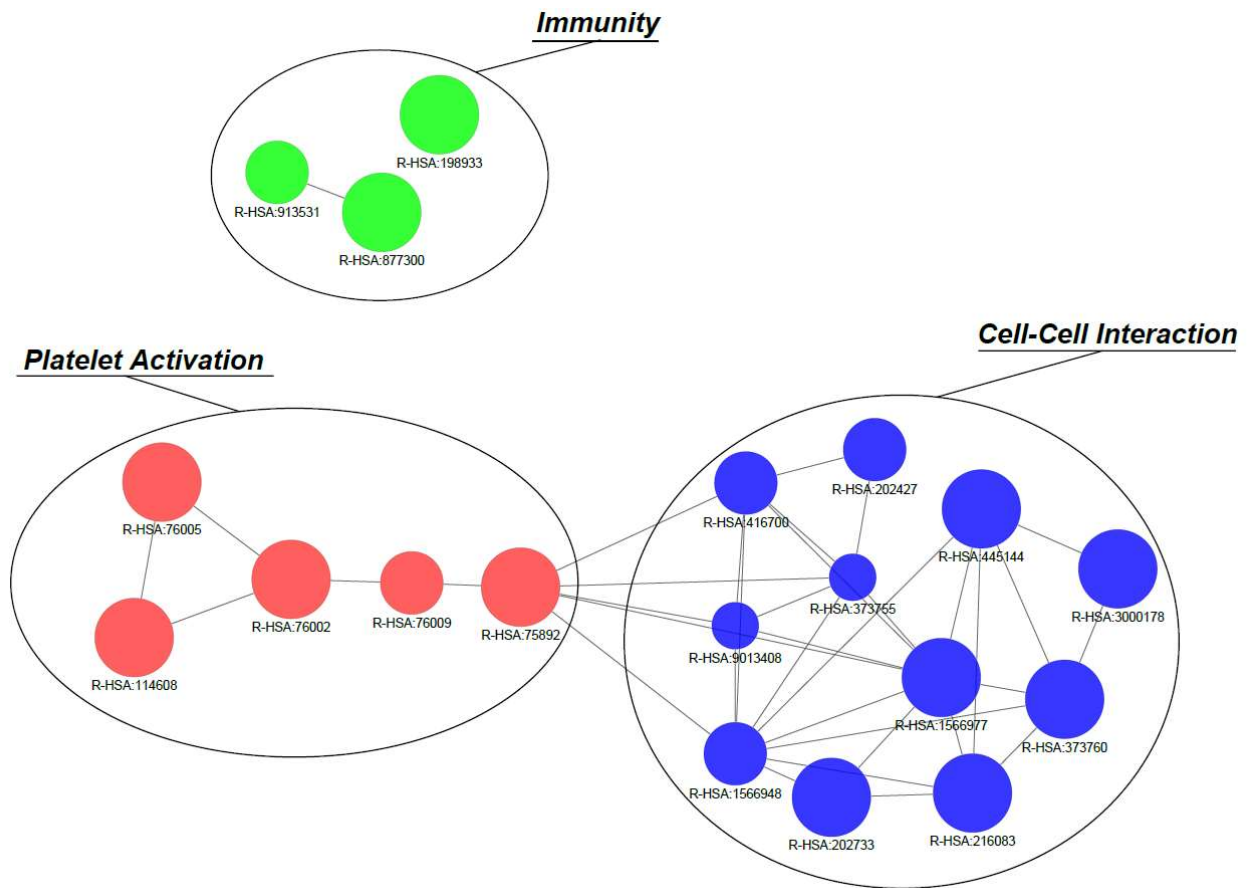 Immunity
R-HSA:198933
R-HSA:913531
R-HSA:877300
Platelet Activation
Cell-Cell Interaction
R-HSA:76005
R-HSA:76002
R-HSA:76009
R-HSA:75892
R-HSA:114608
R-HSA:202427
R-HSA:416700
R-HSA:445144
R-HSA:373755
R-HSA:3000178
R-HSA:9013408
R-HSA:1566977
R-HSA:373760
R-HSA:1566948
R-HSA:202733
R-HSA:216083